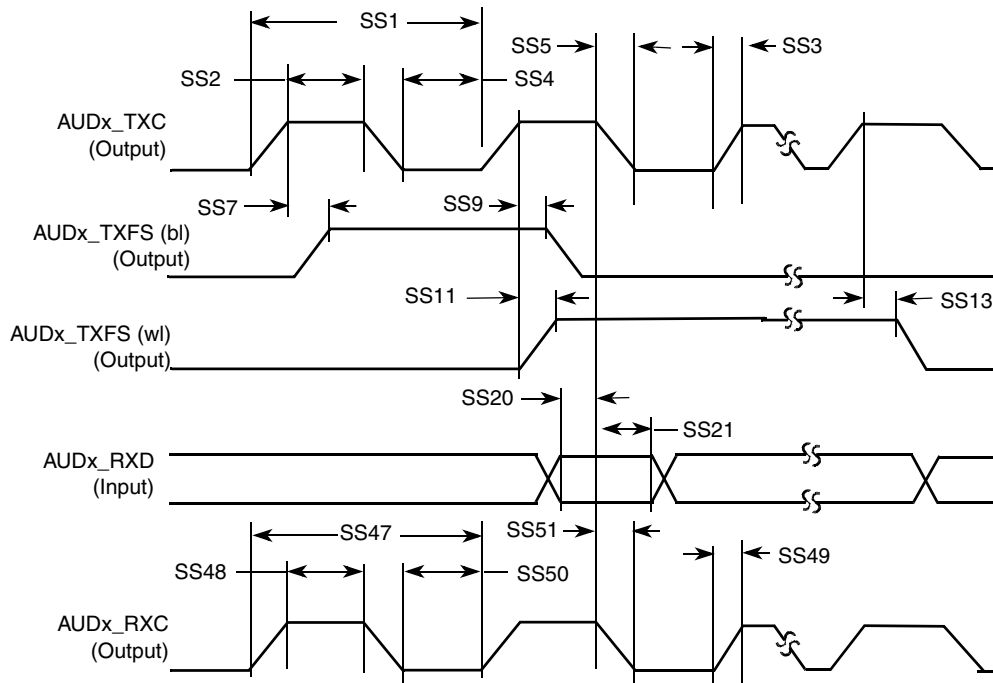 SS1
SS5
SS3
SS2
SS4
AUDx_TXC
(Output)
SS7
SS9
AUDx_TXFS (bl)
(Output)
SS11
SS13
AUDx_TXFS (wl)
(Output)
SS20
SS21
AUDx_RXD
(Input)
SS47
SS51
SS49
SS48
SS50
AUDx_RXC
(Output)